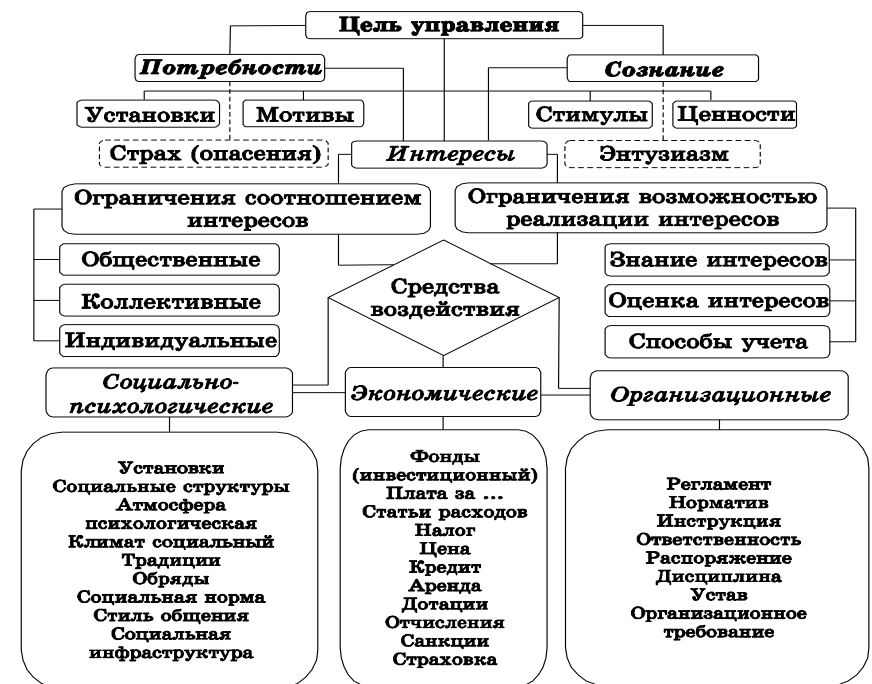 Цель управления
Потребности
Сознание
Установки
Мотивы
Стимулы
Ценности
Страх (опасения)
Интересы
Энтузиазм
Ограничения соотношением
интересов
Ограничения возможностью
реализации интересов
Общественные
Коллективные
Индивидуальные
Средства
воздействия
Знание интересов
Оценка интересов
Способы учета
Социально-
психологические
Экономические
Организационные
Установки
Социальные структуры
Атмосфера
психологическая
Климат социальный
Традиции
Обряды
Социальная норма
Стиль общения
Социальная
инфраструктура
Фонды
(инвестиционный)
Плата за ...
Статьи расходов
Налог
Цена
Кредит
Аренда
Дотации
Отчисления
Санкции
Страховка
Регламент
Норматив
Инструкция
Ответственность
Распоряжение
Дисциплина
Устав
Организационное
требование